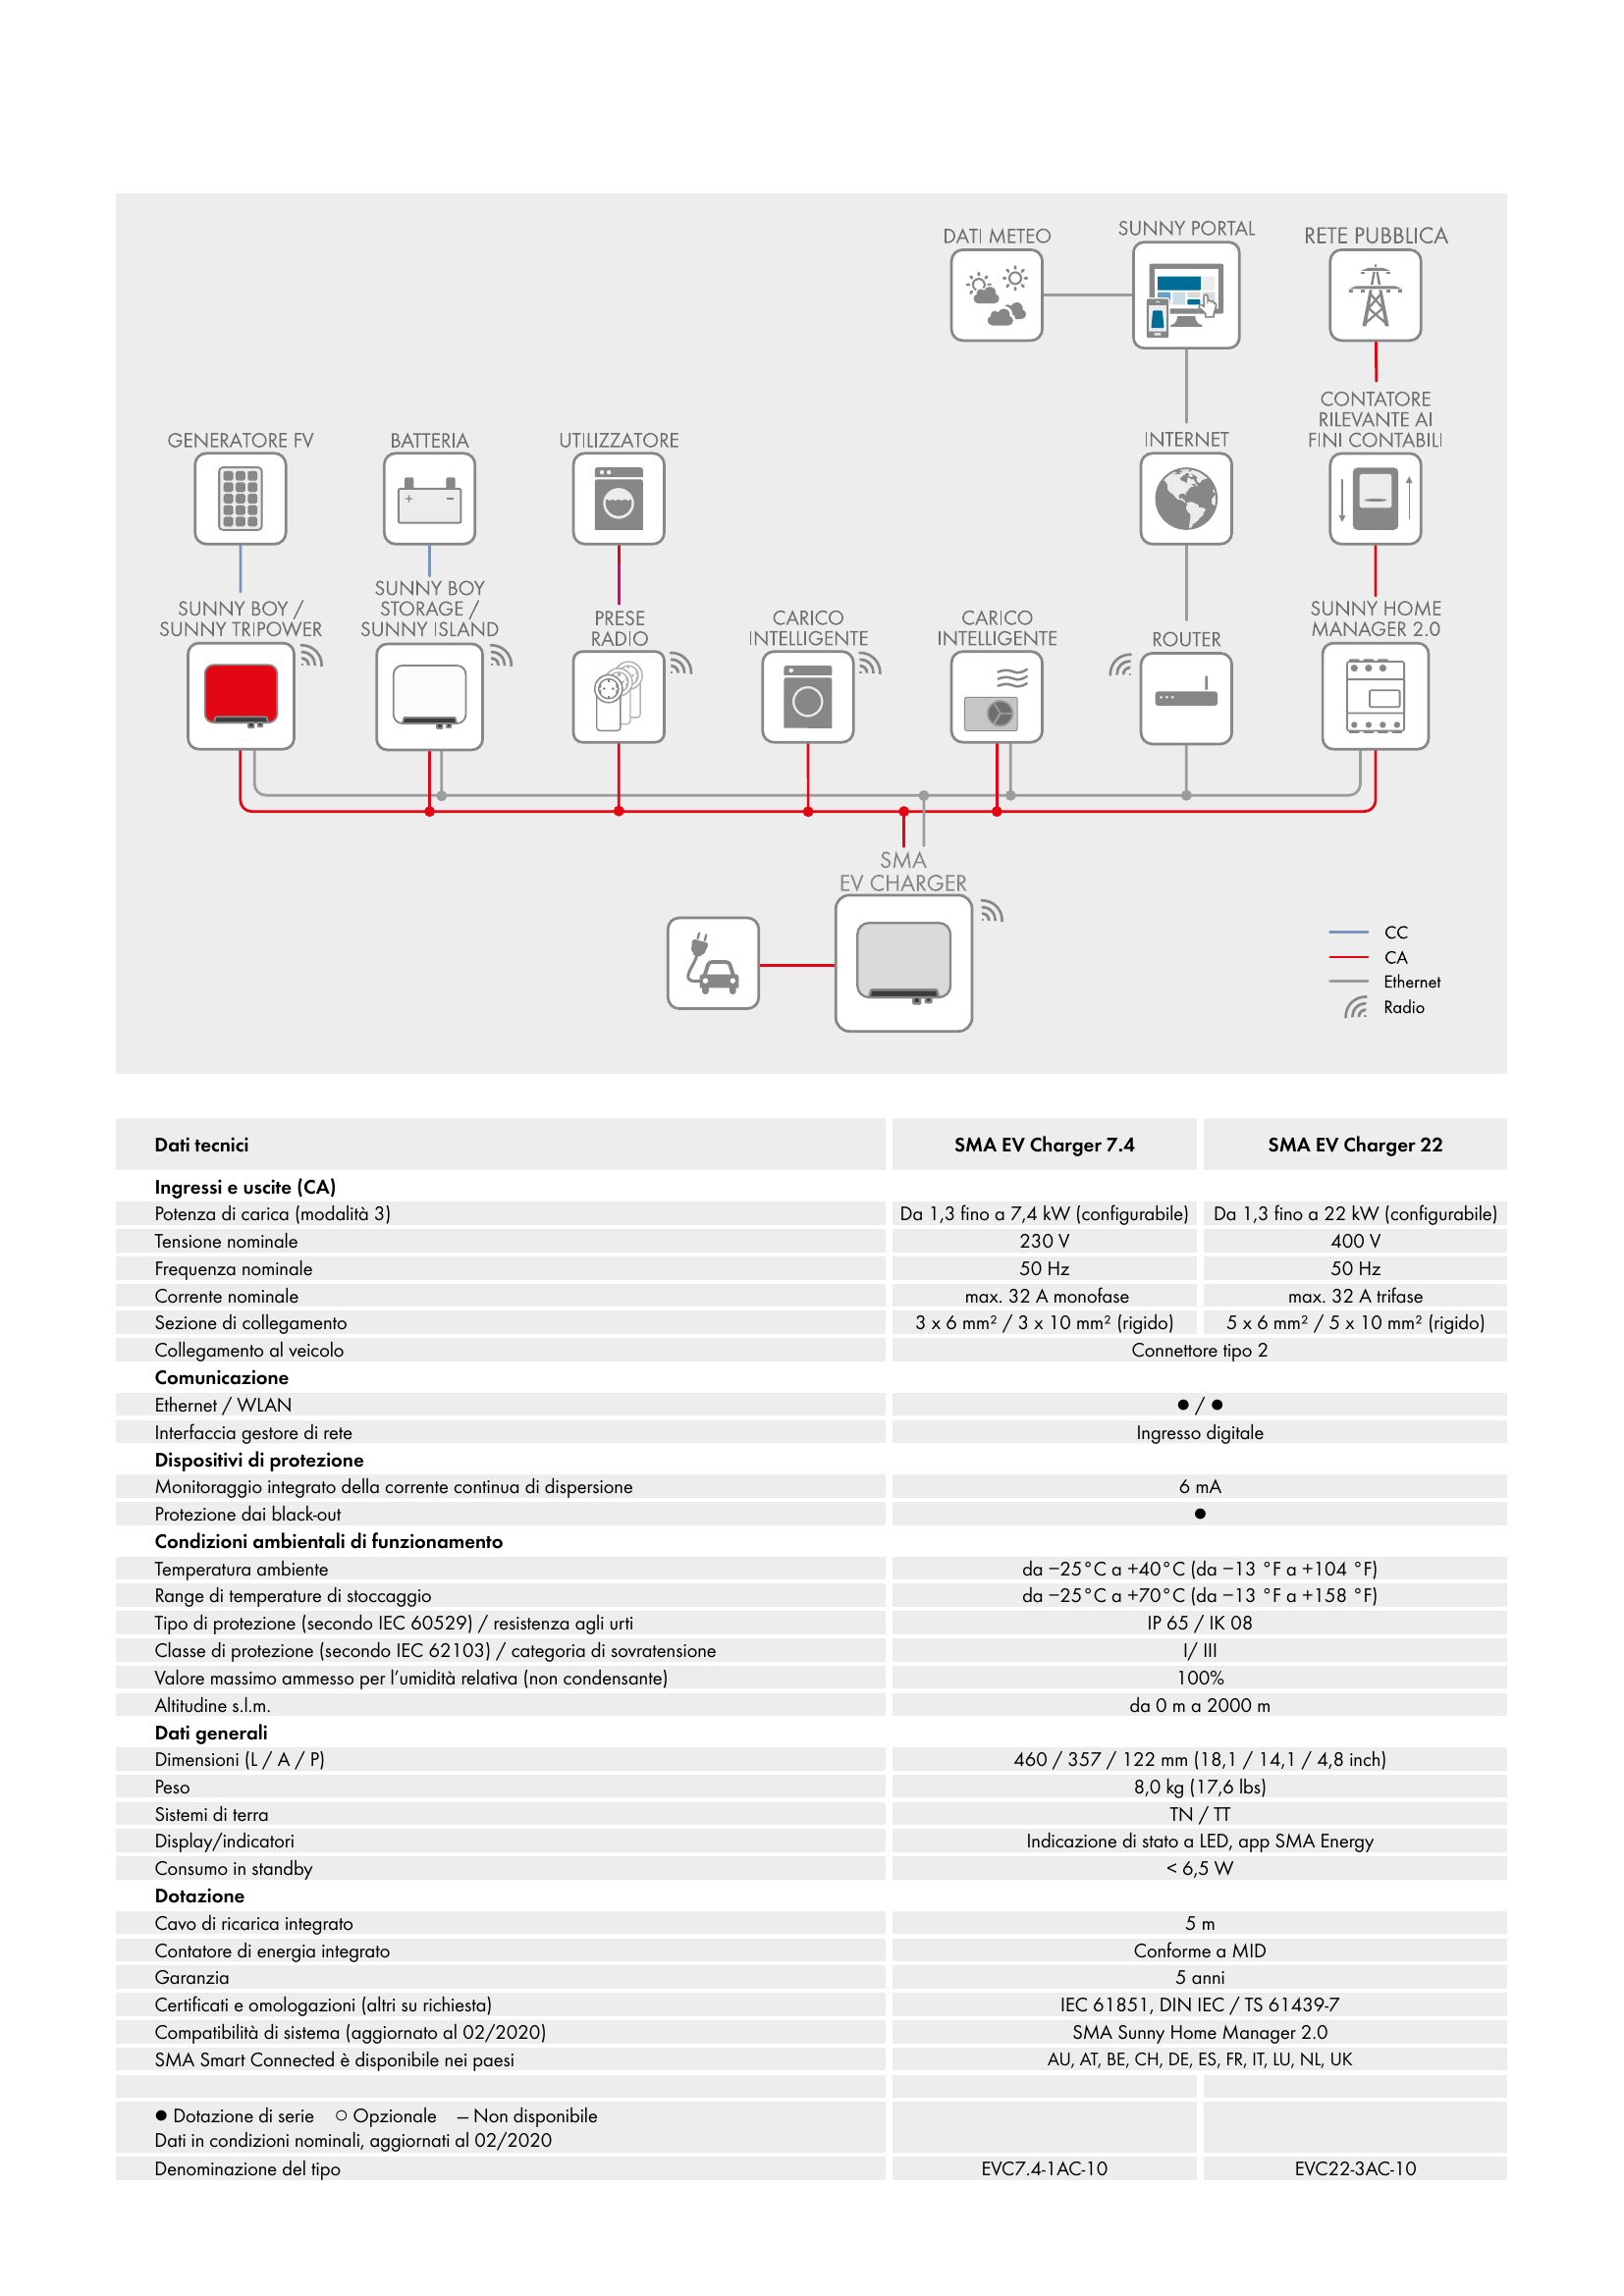 DATI METEO
SUNNY PORTAL
RETE PUBBLICA
CONTATORE
RILEVANTE AI
FINI CONTABILI
GENERATORE FV
BATTERIA
UTILIZZATORE
INTERNET
SUNNY BOY /
SUNNY TRIPOWER
SUNNY BOY
STORAGE /
SUNNY ISLAND
PRESE
RADIO
CARICO
INTELLIGENTE
CARICO
INTELLIGENTE
ROUTER
SUNNY HOME
MANAGER 2.0
SMA
EV CHARGER
CC
CA
Ethernet
Radio
Dati tecnici SMA EV Charger 7.4 SMA EV Charger 22
Ingressi e uscite (CA)
Potenza di carica (modalità 3) Da 1,3 fino a 7,4 kW (configurabile) Da 1,3 fino a 22 kW (configurabile)
Tensione nominale 230 V 400 V
Frequenza nominale 50 Hz 50 Hz
Corrente nominale max. 32 A monofase max. 32 A trifase
Sezione di collegamento 3 x 6 mm² / 3 x 10 mm² (rigido) 5 x 6 mm² / 5 x 10 mm² (rigido)
Collegamento al veicolo Connettore tipo 2
Comunicazione
Ethernet / WLAN ● / ●
Interfaccia gestore di rete Ingresso digitale
Dispositivi di protezione
Monitoraggio integrato della corrente continua di dispersione 6 mA
Protezione dai black-out ●
Condizioni ambientali di funzionamento
Temperatura ambiente da −25°C a +40°C (da −13 °F a +104 °F)
Range di temperature di stoccaggio da −25°C a +70°C (da −13 °F a +158 °F)
Tipo di protezione (secondo IEC 60529) / resistenza agli urti IP 65 / IK 08
Classe di protezione (secondo IEC 62103) / categoria di sovratensione I/ III
Valore massimo ammesso per l’umidità relativa (non condensante) 100%
Altitudine s.l.m. da 0 m a 2000 m
Dati generali
Dimensioni (L / A / P) 460 / 357 / 122 mm (18,1 / 14,1 / 4,8 inch)
Peso 8,0 kg (17,6 lbs)
Sistemi di terra TN / TT
Display/indicatori Indicazione di stato a LED, app SMA Energy
Consumo in standby < 6,5 W
Dotazione
Cavo di ricarica integrato 5 m
Contatore di energia integrato Conforme a MID
Garanzia 5 anni
Certificati e omologazioni (altri su richiesta) IEC 61851, DIN IEC / TS 61439-7
Compatibilità di sistema (aggiornato al 02/2020) SMA Sunny Home Manager 2.0
SMA Smart Connected è disponibile nei paesi AU, AT, BE, CH, DE, ES, FR, IT, LU, NL, UK
● Dotazione di serie ○ Opzionale — Non disponibile
Dati in condizioni nominali, aggiornati al 02/2020
Denominazione del tipo EVC7.4-1AC-10 EVC22-3AC-10